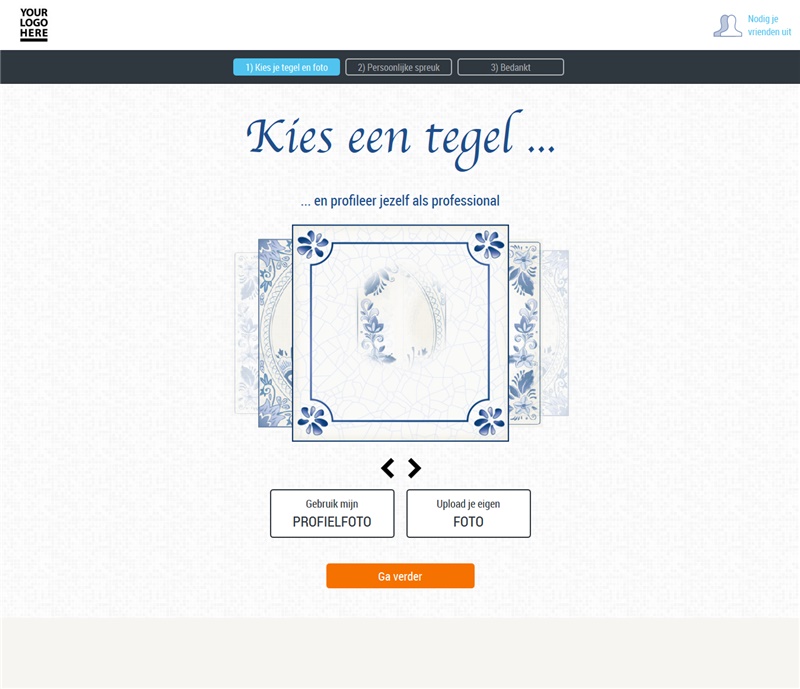 YOUR
LOGO
HERE
Nodig je
vrienden uit
1) Kies je tegel en foto
2) Persoonlijke spreuk
3) Bedankt
Kies een tegel ...
... en profileer jezelf als professional
Gebruik mijn
PROFIELFOTO
Upload je eigen
FOTO
Ga verder